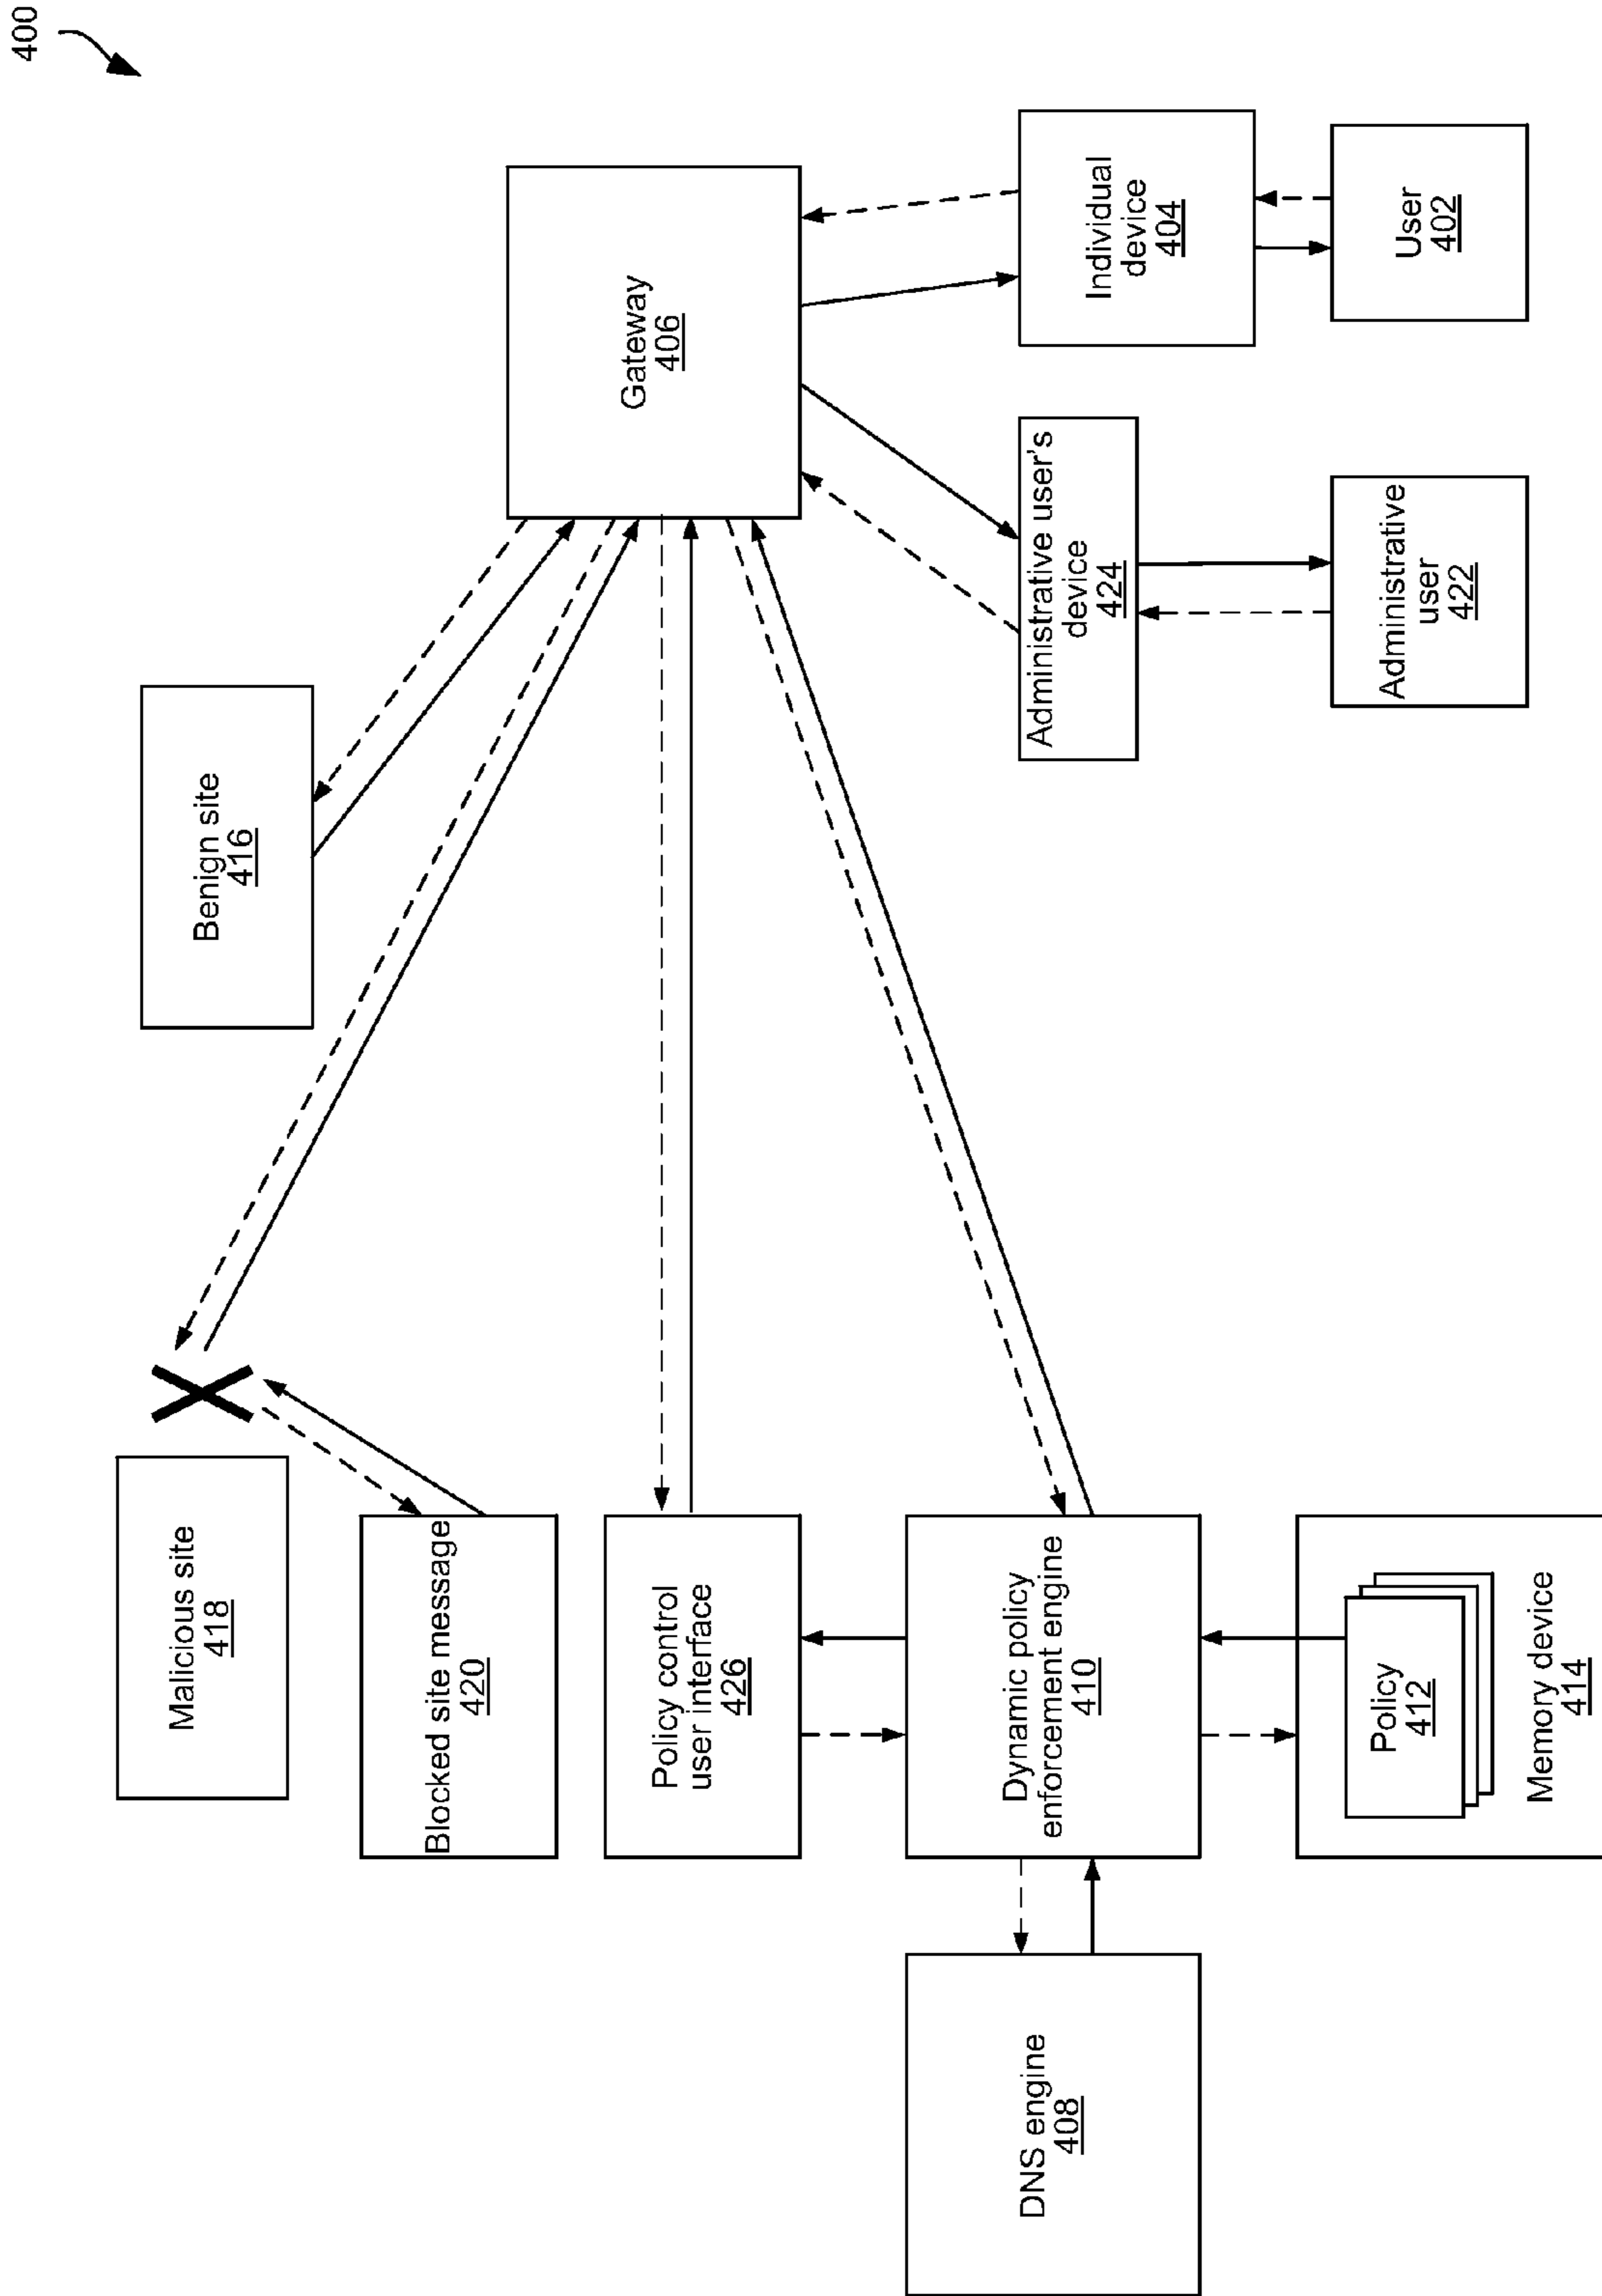 400
Malicious site
418
Benign site
416
Blocked site message
420
Policy control
user interface
426
Gateway
406
DNS engine
408
Dynamic policy
enforcement engine
410
Policy
412
Memory device
414
Administrative user's
device
424
Individual
device
404
Administrative
user
422
User
402